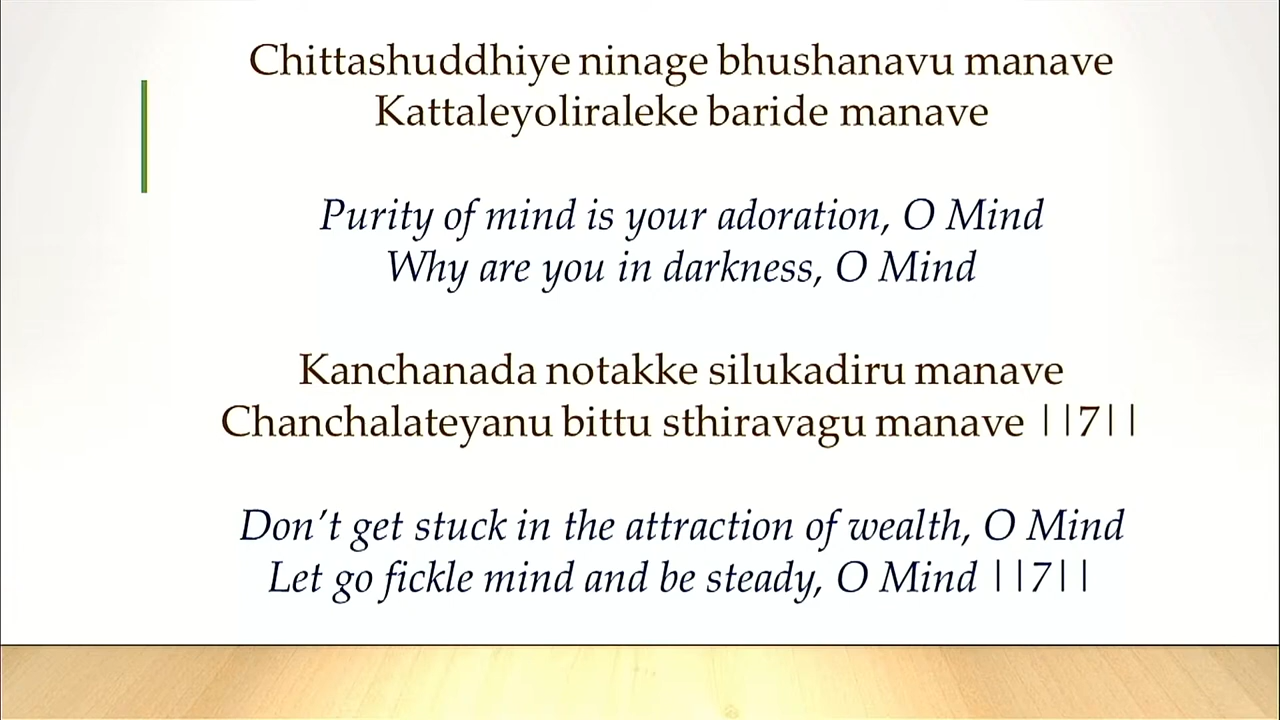 Chittashuddhiye ninage bhushanavu manave
Kattaleyoliraleke baride manave
Purity of mind is your adoration, O Mind
Why are you in darkness, O Mind
Kanchanada notakke silukadiru manave
Chanchalateyanu bittu sthiravagu manave ||7||
Don't get stuck in the attraction of wealth, O Mind
Let go fickle mind and be steady, O Mind ||7||